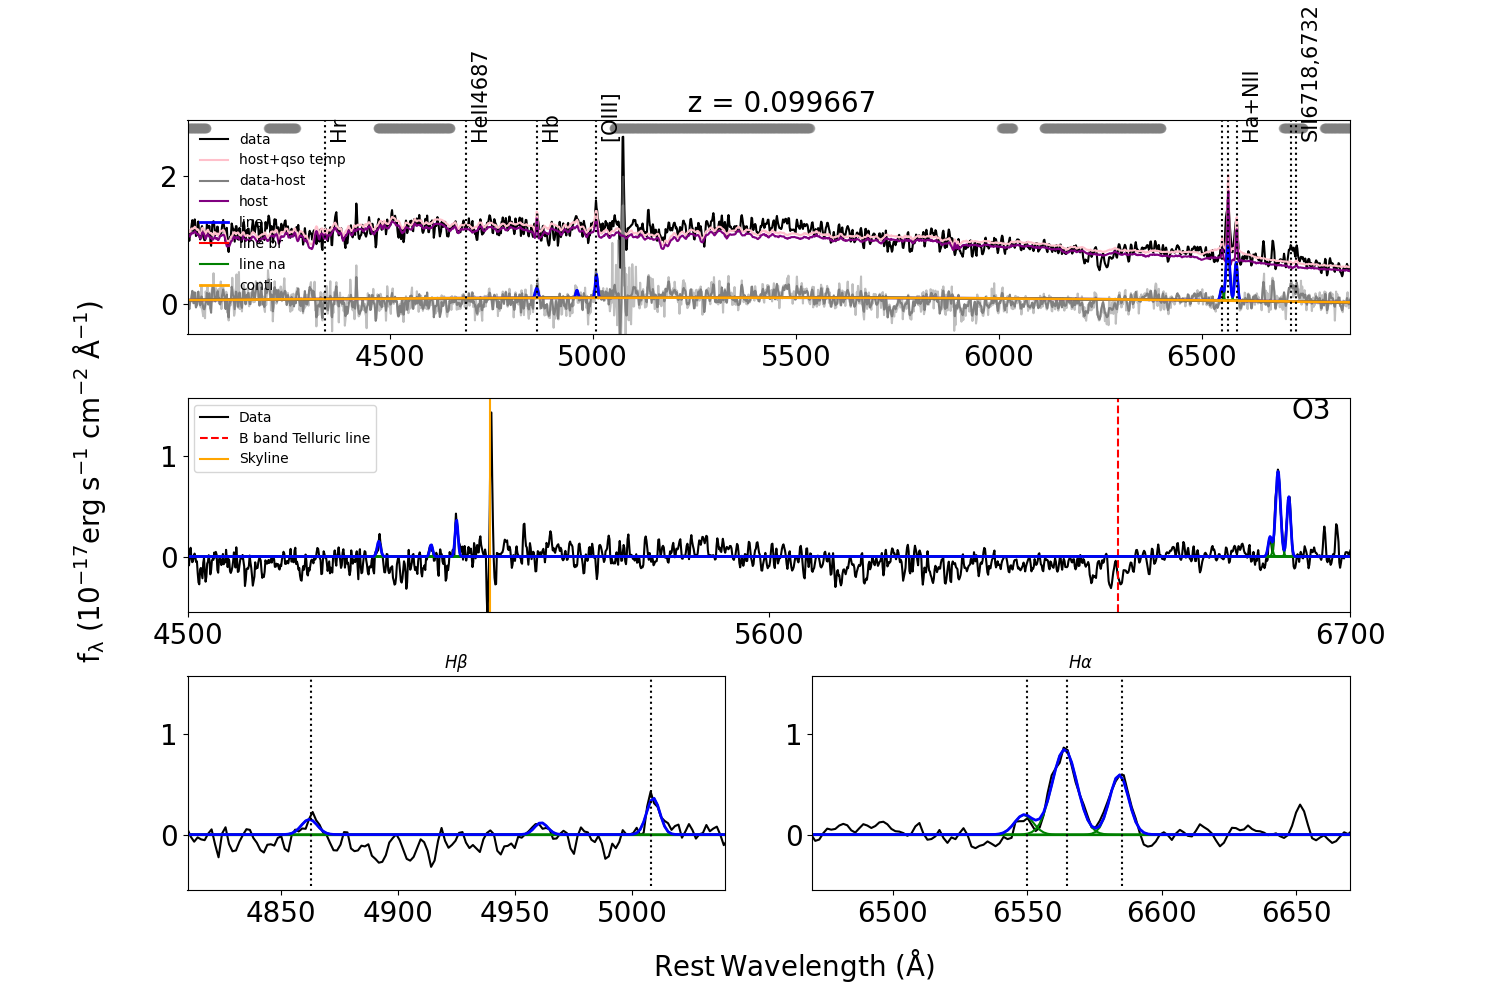 z = 0.099667
Hr
HeII4687
Hb
[OIII]
Ha+NII
SII6718,6732
data
host+qso temp
data-host
host
line
line br
line na
conti
2
0
4500
5000
5500
6000
6500
O3
Data
B band Telluric line
Skyline
1
0
4500
5600
6700
Hβ
1
0
4850
4900
4950
5000
Hα
1
0
6500
6550
6600
6650
fλ (10⁻¹⁷erg s⁻¹ cm⁻² Å⁻¹)
Rest Wavelength (Å)